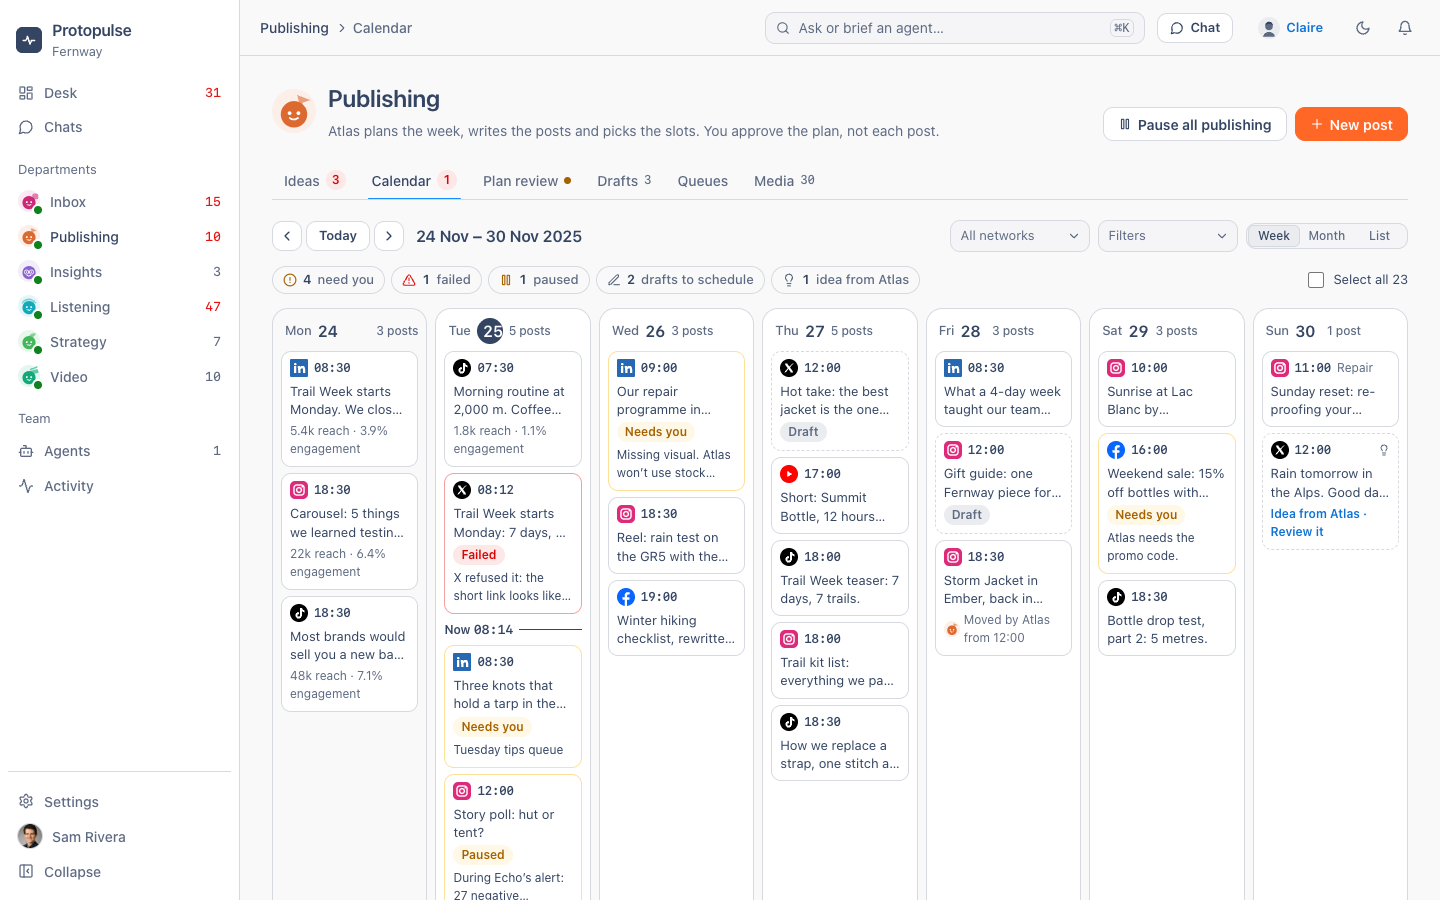 Protopulse
Fernway
Desk 31
Chats
Departments
Inbox 15
Publishing 10
Insights 3
Listening 47
Strategy 7
Video 10
Team
Agents 1
Activity
Settings
Sam Rivera
Collapse
Publishing > Calendar
Ask or brief an agent… ⌘K
Chat
Claire
Publishing
Atlas plans the week, writes the posts and picks the slots. You approve the plan, not each post.
Pause all publishing
+ New post
Ideas 3
Calendar 1
Plan review
Drafts 3
Queues
Media 30
Today
24 Nov – 30 Nov 2025
All networks
Filters
Week
Month
List
4 need you
1 failed
1 paused
2 drafts to schedule
1 idea from Atlas
Select all 23
Mon 24 3 posts
08:30
Trail Week starts
Monday. We clos…
5.4k reach · 3.9%
engagement
18:30
Carousel: 5 things
we learned testin…
22k reach · 6.4%
engagement
18:30
Most brands would
sell you a new ba…
48k reach · 7.1%
engagement
Tue 25 5 posts
07:30
Morning routine at
2,000 m. Coffee…
1.8k reach · 1.1%
engagement
08:12
Trail Week starts
Monday: 7 days, …
Failed
X refused it: the
short link looks like…
Now 08:14
08:30
Three knots that
hold a tarp in the…
Needs you
Tuesday tips queue
12:00
Story poll: hut or
tent?
Paused
During Echo’s alert:
27 negative…
Wed 26 3 posts
09:00
Our repair
programme in…
Needs you
Missing visual. Atlas
won’t use stock…
18:30
Reel: rain test on
the GR5 with the…
19:00
Winter hiking
checklist, rewritte…
Thu 27 5 posts
12:00
Hot take: the best
jacket is the one…
Draft
17:00
Short: Summit
Bottle, 12 hours…
18:00
Trail Week teaser: 7
days, 7 trails.
18:00
Trail kit list:
everything we pa…
18:30
How we replace a
strap, one stitch a…
Fri 28 3 posts
08:30
What a 4-day week
taught our team…
12:00
Gift guide: one
Fernway piece for…
Draft
18:30
Storm Jacket in
Ember, back in…
Moved by Atlas
from 12:00
Sat 29 3 posts
10:00
Sunrise at Lac
Blanc by…
16:00
Weekend sale: 15%
off bottles with…
Needs you
Atlas needs the
promo code.
18:30
Bottle drop test,
part 2: 5 metres.
Sun 30 1 post
11:00 Repair
Sunday reset: re-
proofing your…
12:00
Rain tomorrow in
the Alps. Good da…
Idea from Atlas ·
Review it